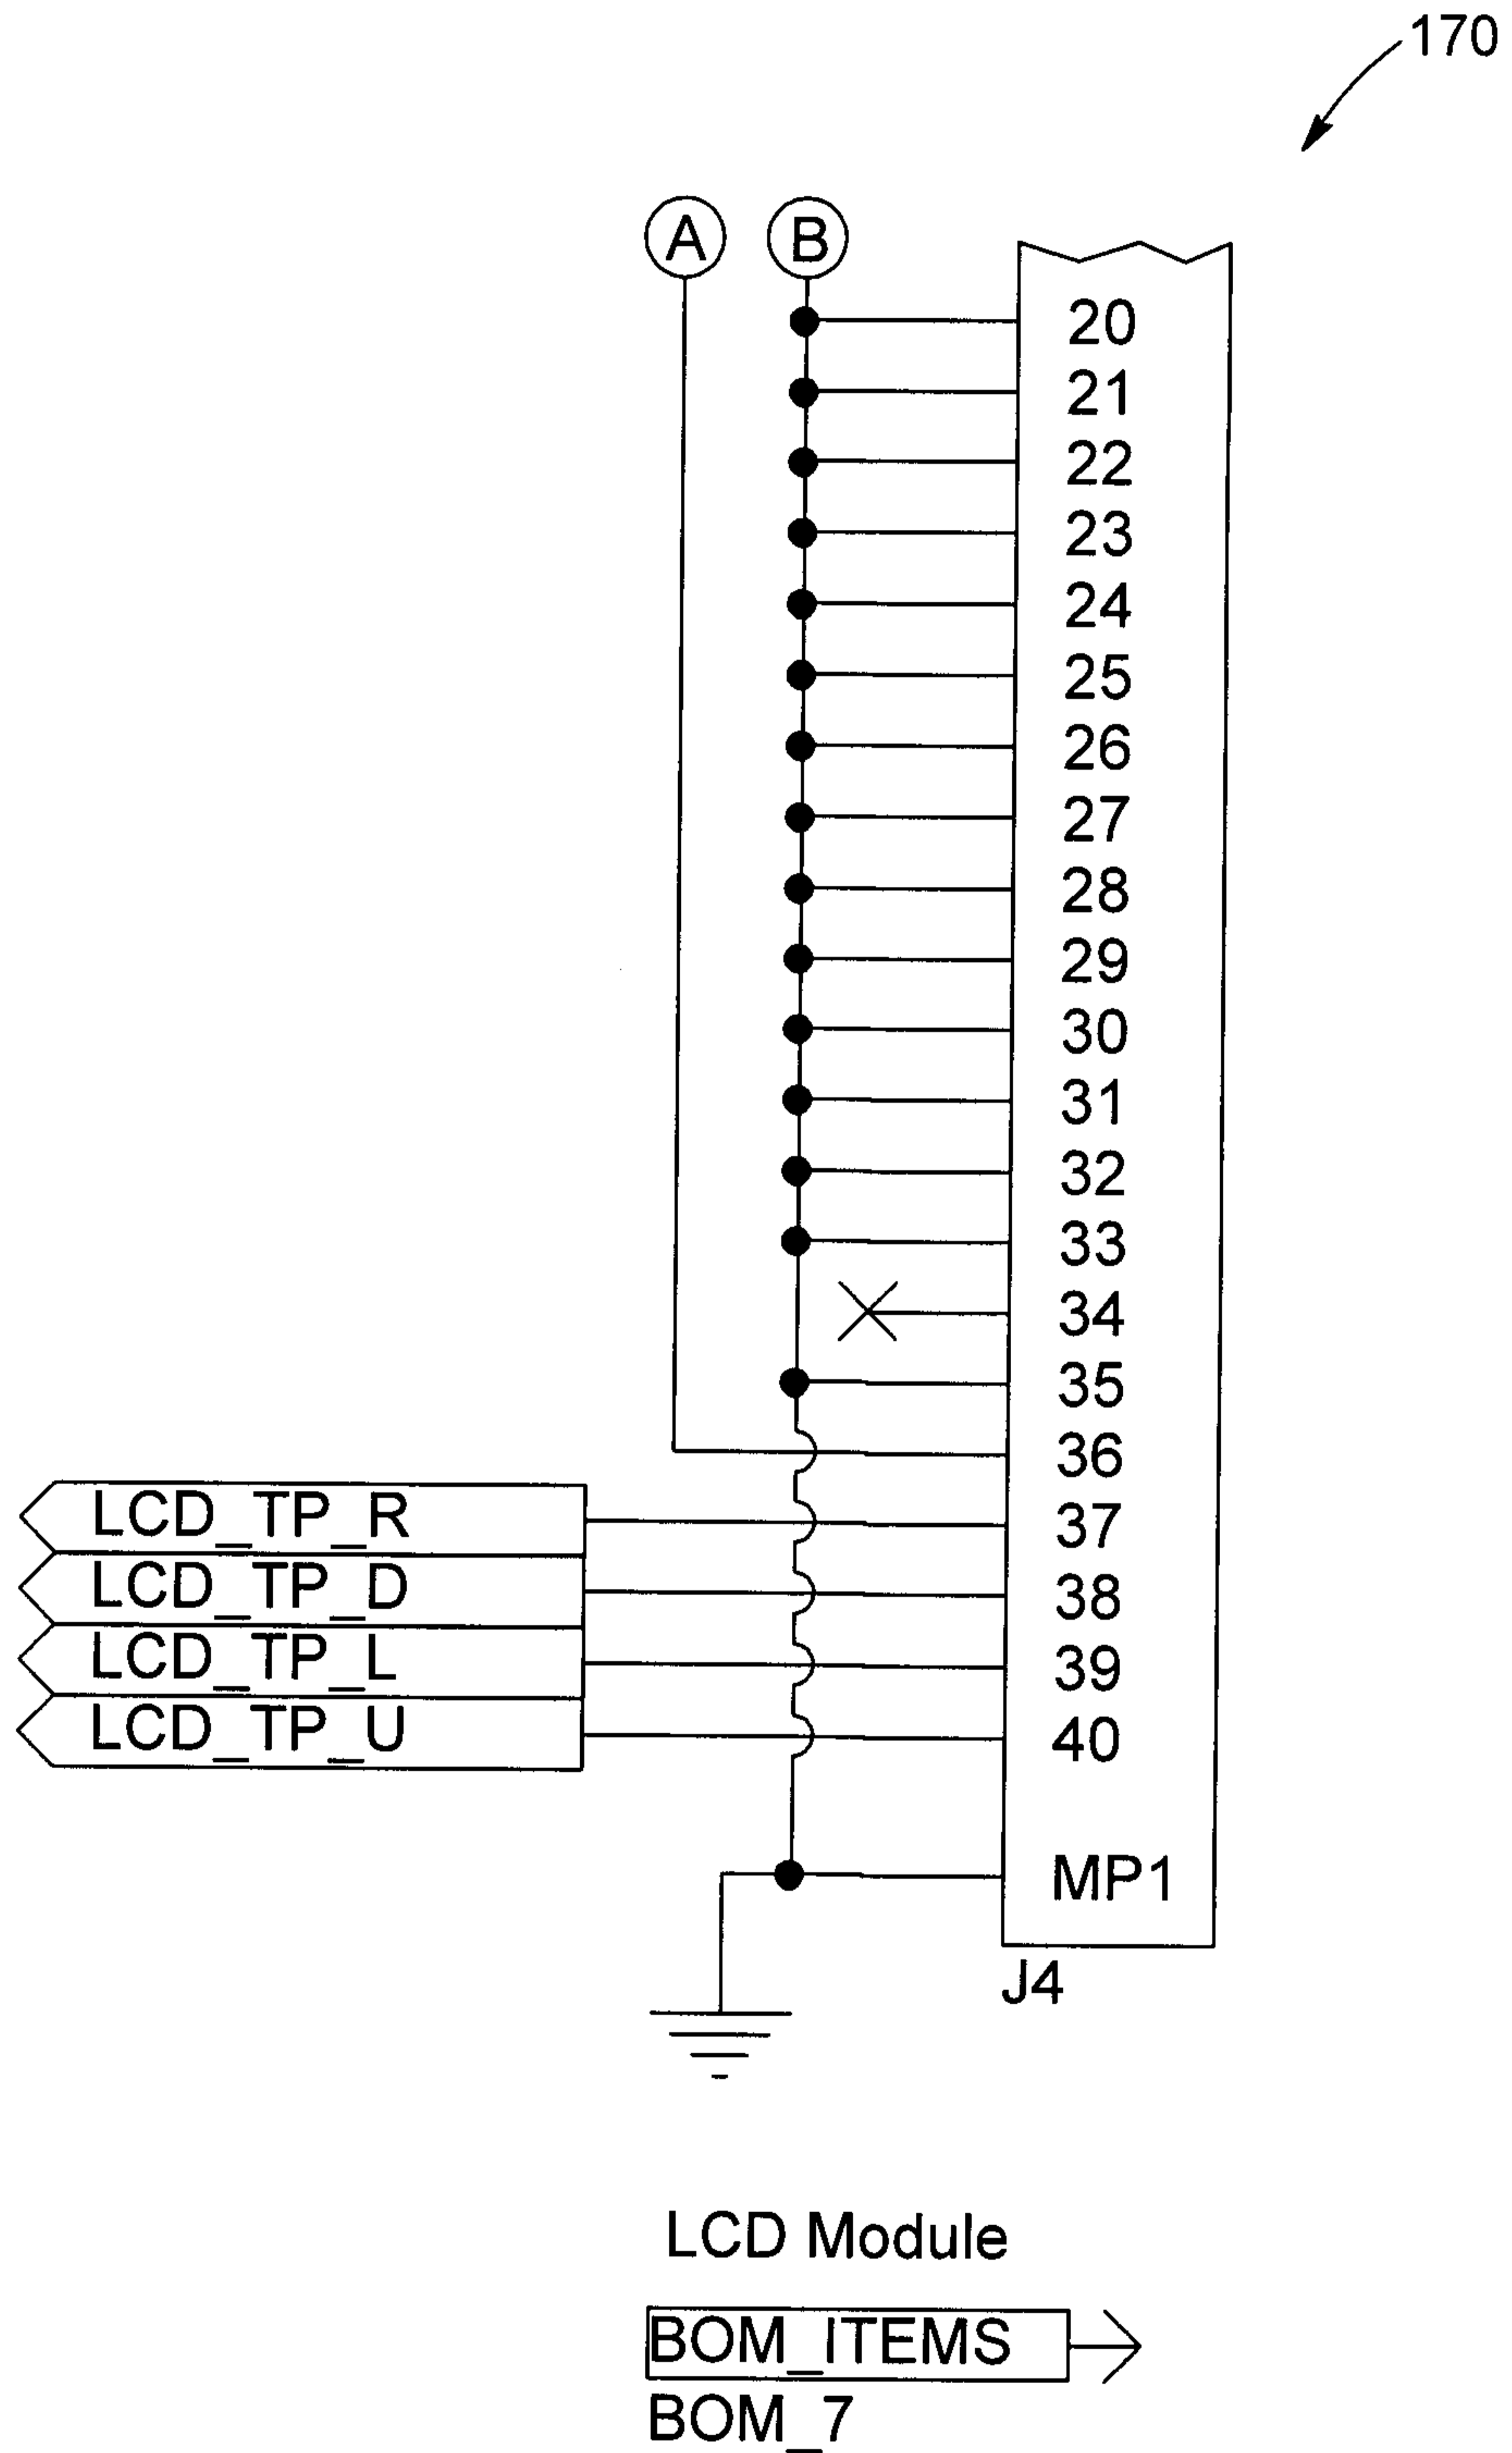 170
A B
20
21
22
23
24
25
26
27
28
29
30
31
32
33
34
35
36
LCD_TP_R 37
LCD_TP_D 38
LCD_TP_L 39
LCD_TP_U 40
MP1
J4
LCD Module
BOM_ITEMS
BOM_7